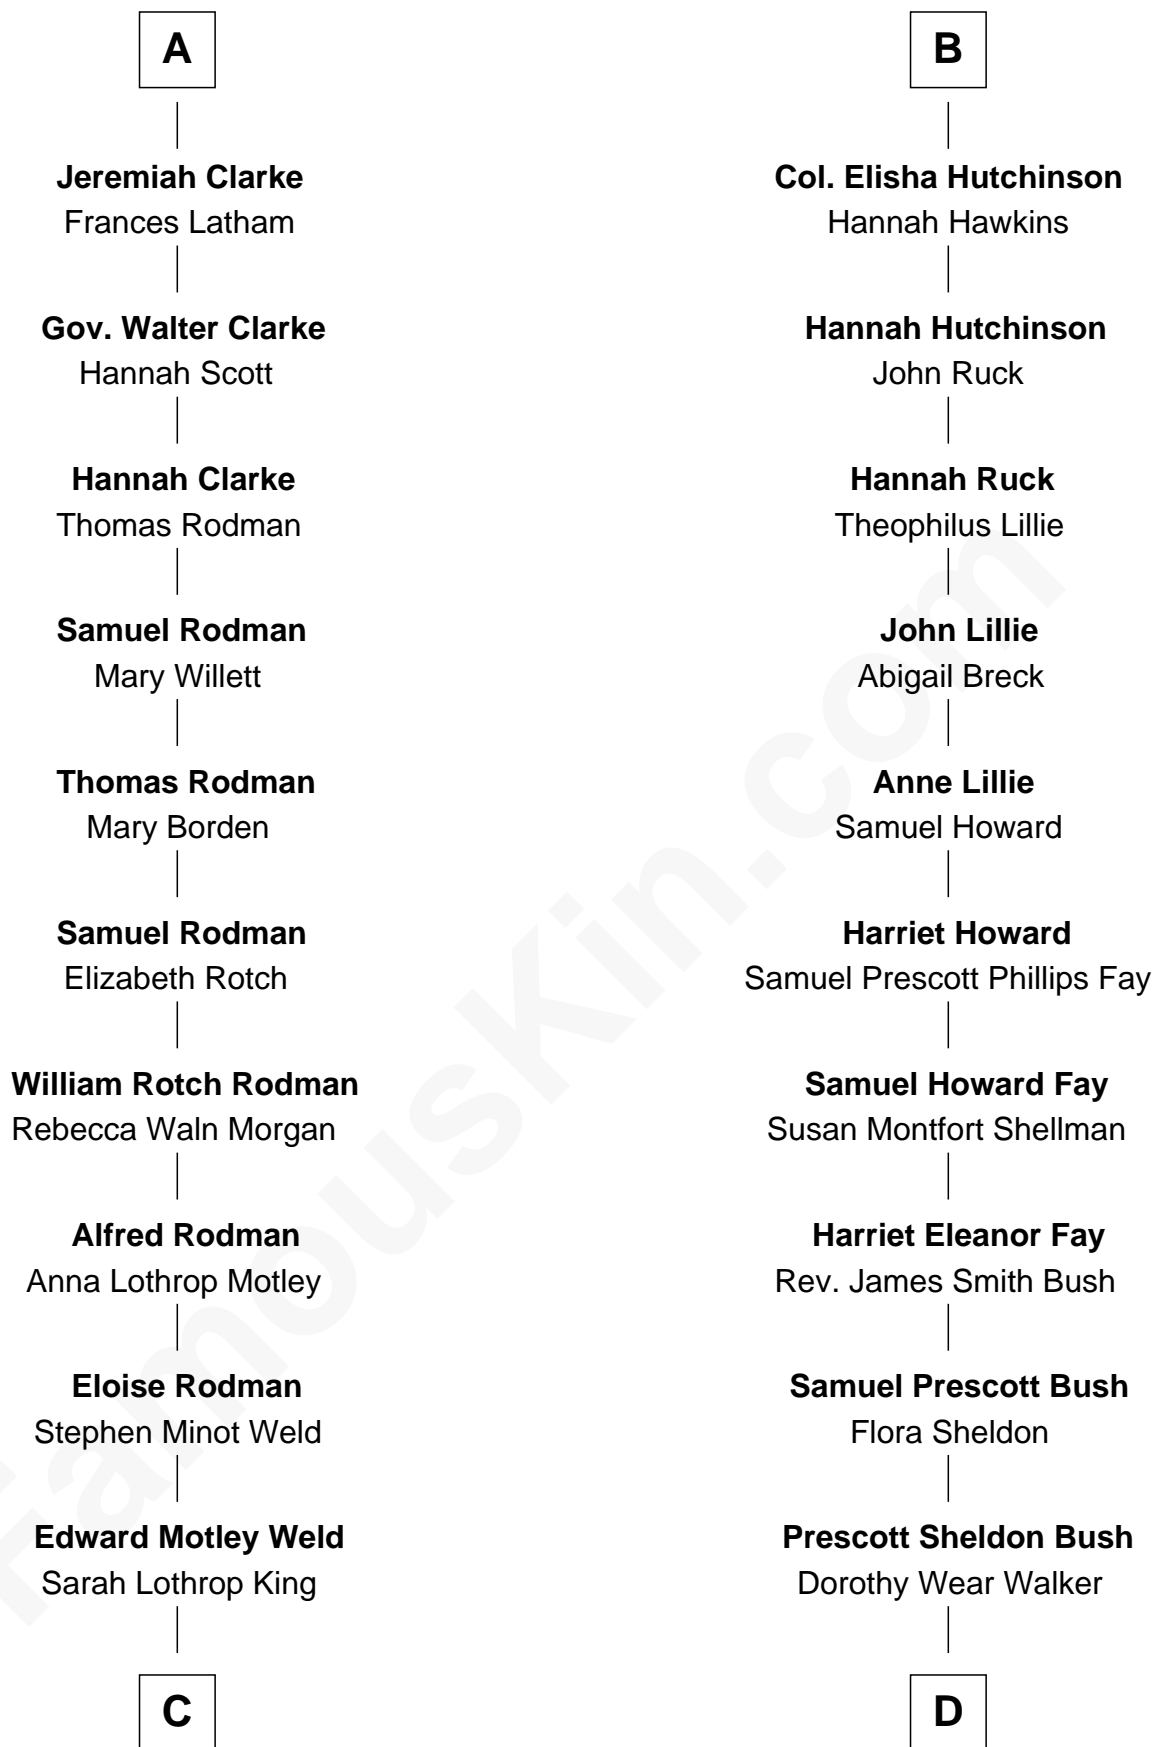 A
Jeremiah Clarke
Frances Latham
Gov. Walter Clarke
Hannah Scott
Hannah Clarke
Thomas Rodman
Samuel Rodman
Mary Willett
Thomas Rodman
Mary Borden
Samuel Rodman
Elizabeth Rotch
William Rotch Rodman
Rebecca Waln Morgan
Alfred Rodman
Anna Lothrop Motley
Eloise Rodman
Stephen Minot Weld
Edward Motley Weld
Sarah Lothrop King
C
B
Col. Elisha Hutchinson
Hannah Hawkins
Hannah Hutchinson
John Ruck
Hannah Ruck
Theophilus Lillie
John Lillie
Abigail Breck
Anne Lillie
Samuel Howard
Harriet Howard
Samuel Prescott Phillips Fay
Samuel Howard Fay
Susan Montfort Shellman
Harriet Eleanor Fay
Rev. James Smith Bush
Samuel Prescott Bush
Flora Sheldon
Prescott Sheldon Bush
Dorothy Wear Walker
D
FamousKin.com